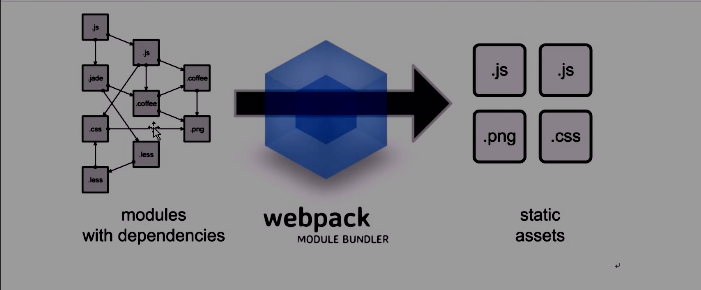 .js
.js
.jade
.coffee
.coffee
.css
.png
.less
.less
.js
.js
.png
.css
modules
with dependencies
webpack
MODULE BUNDLER
static
assets